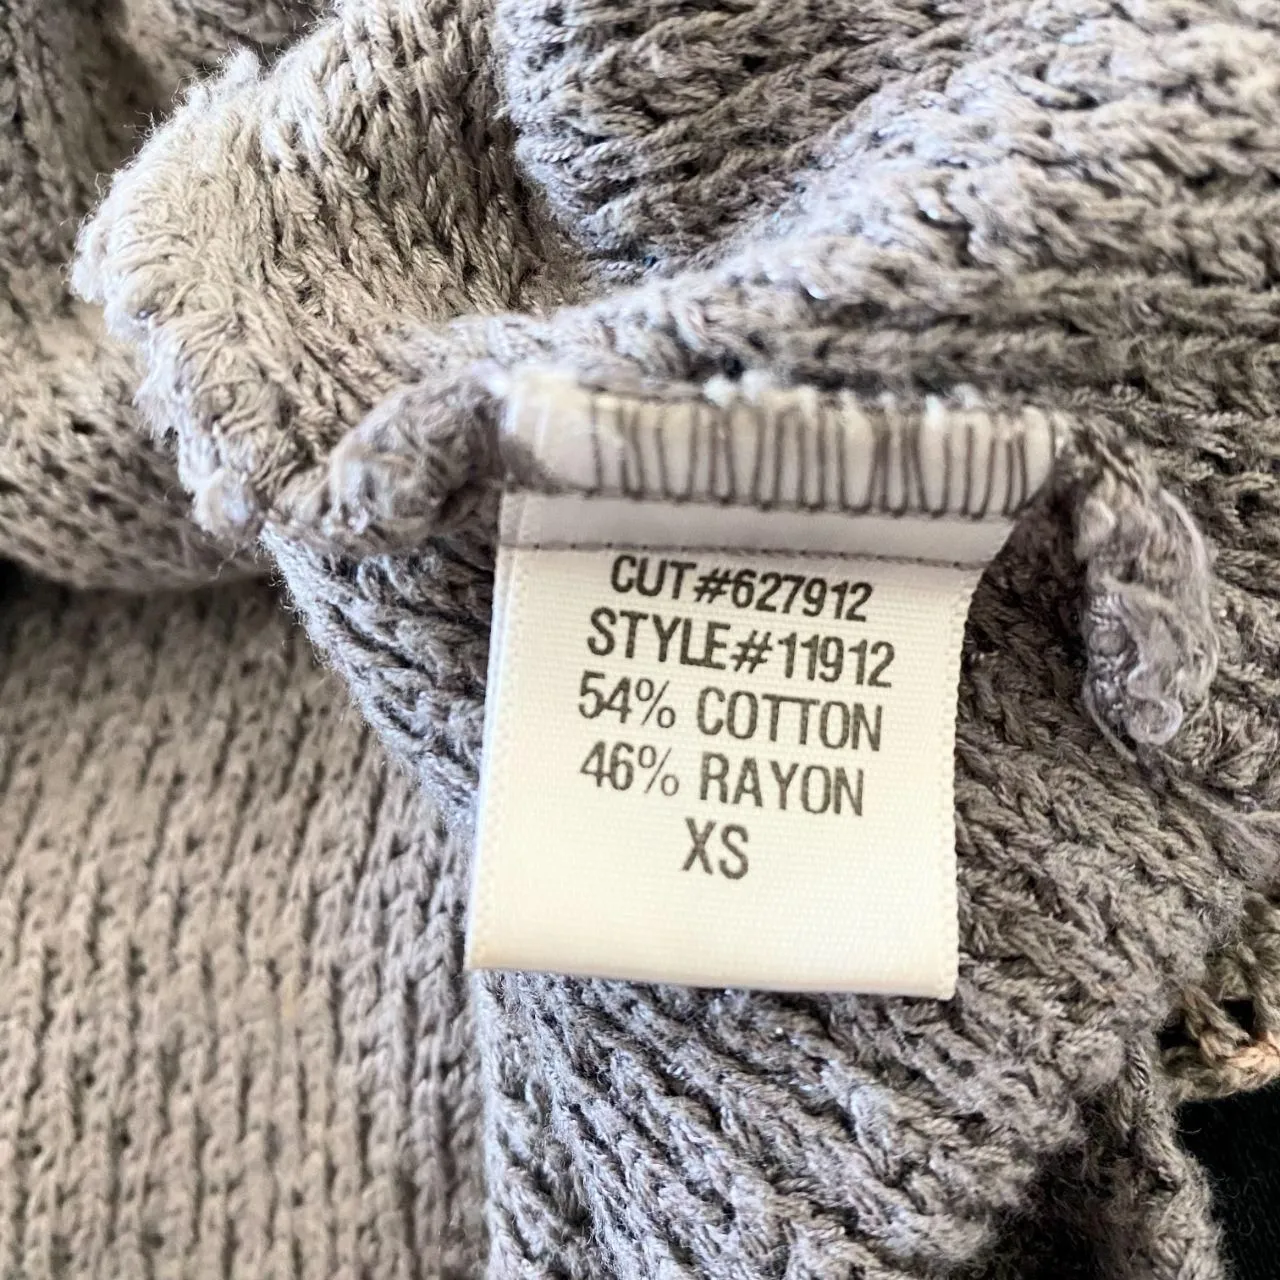 CUT#627912
STYLE#11912
54% COTTON
46% RAYON
XS